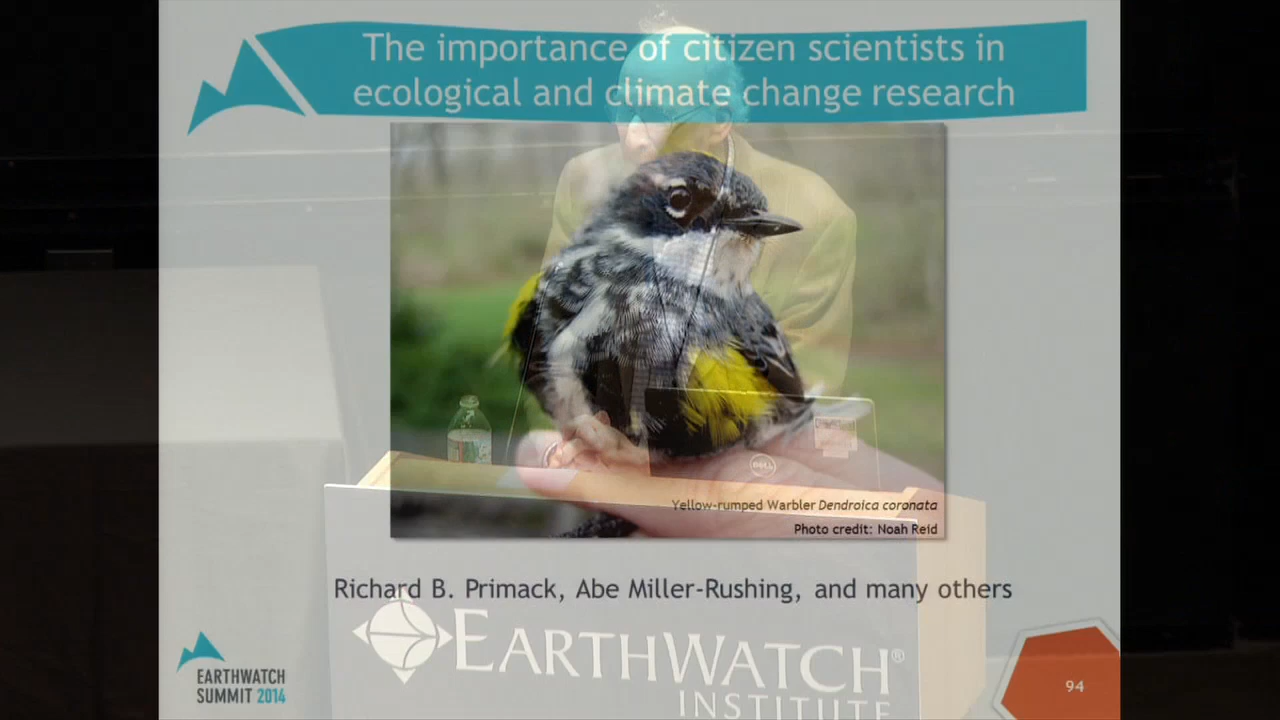 The importance of citizen scientists in
ecological and climate change research
DELL
Yellow-rumped Warbler Dendroica coronata
Photo credit: Noah Reid
Richard B. Primack, Abe Miller-Rushing, and many others
EARTHWATCH®
INSTITUTE
EARTHWATCH
SUMMIT 2014
94